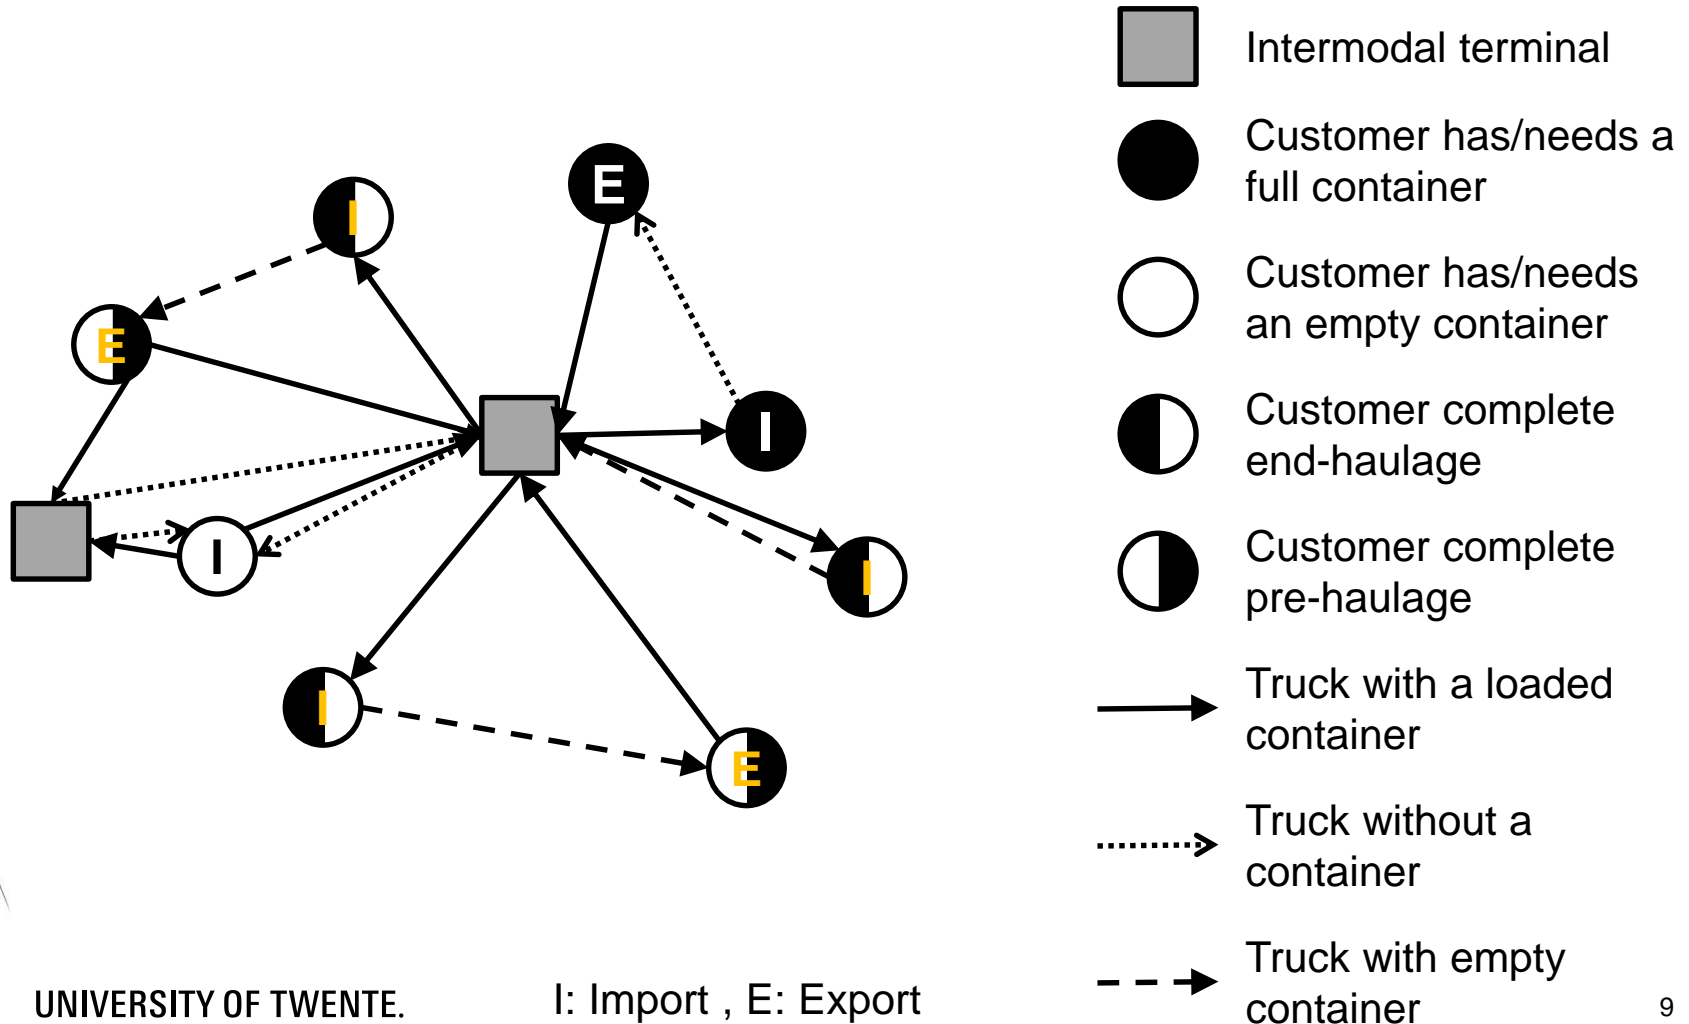 Intermodal terminal
Customer has/needs a
full container
E
I
Customer has/needs
an empty container
E
I
Customer complete
end-haulage
I
I
Customer complete
pre-haulage
I
E
Truck with a loaded
container
Truck without a
container
Truck with empty
container
UNIVERSITY OF TWENTE.
I: Import , E: Export
9